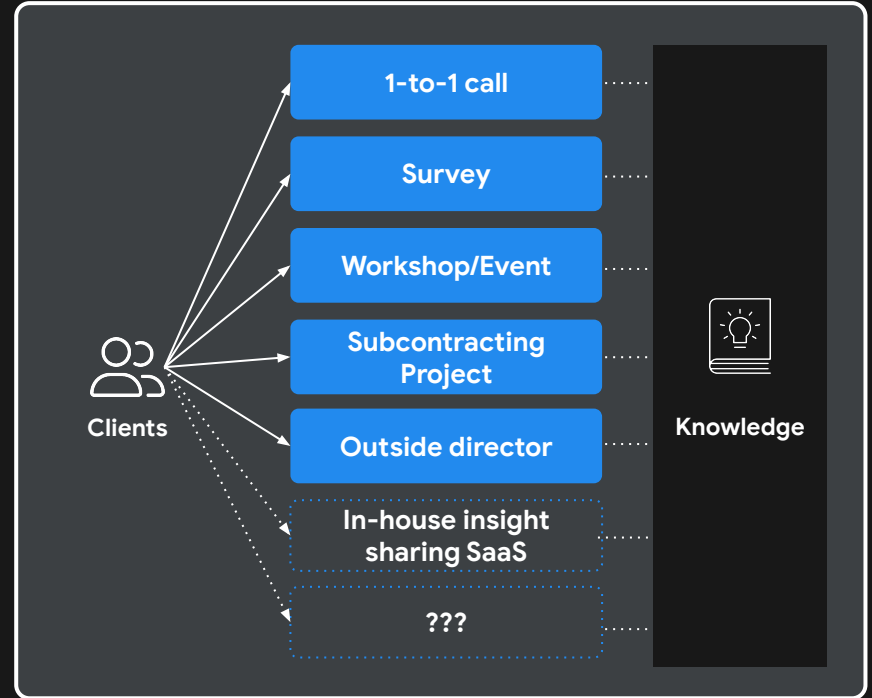 1-to-1 call
Survey
Workshop/Event
Subcontracting
Project
Clients
Knowledge
Outside director
In-house insight
sharing SaaS
???